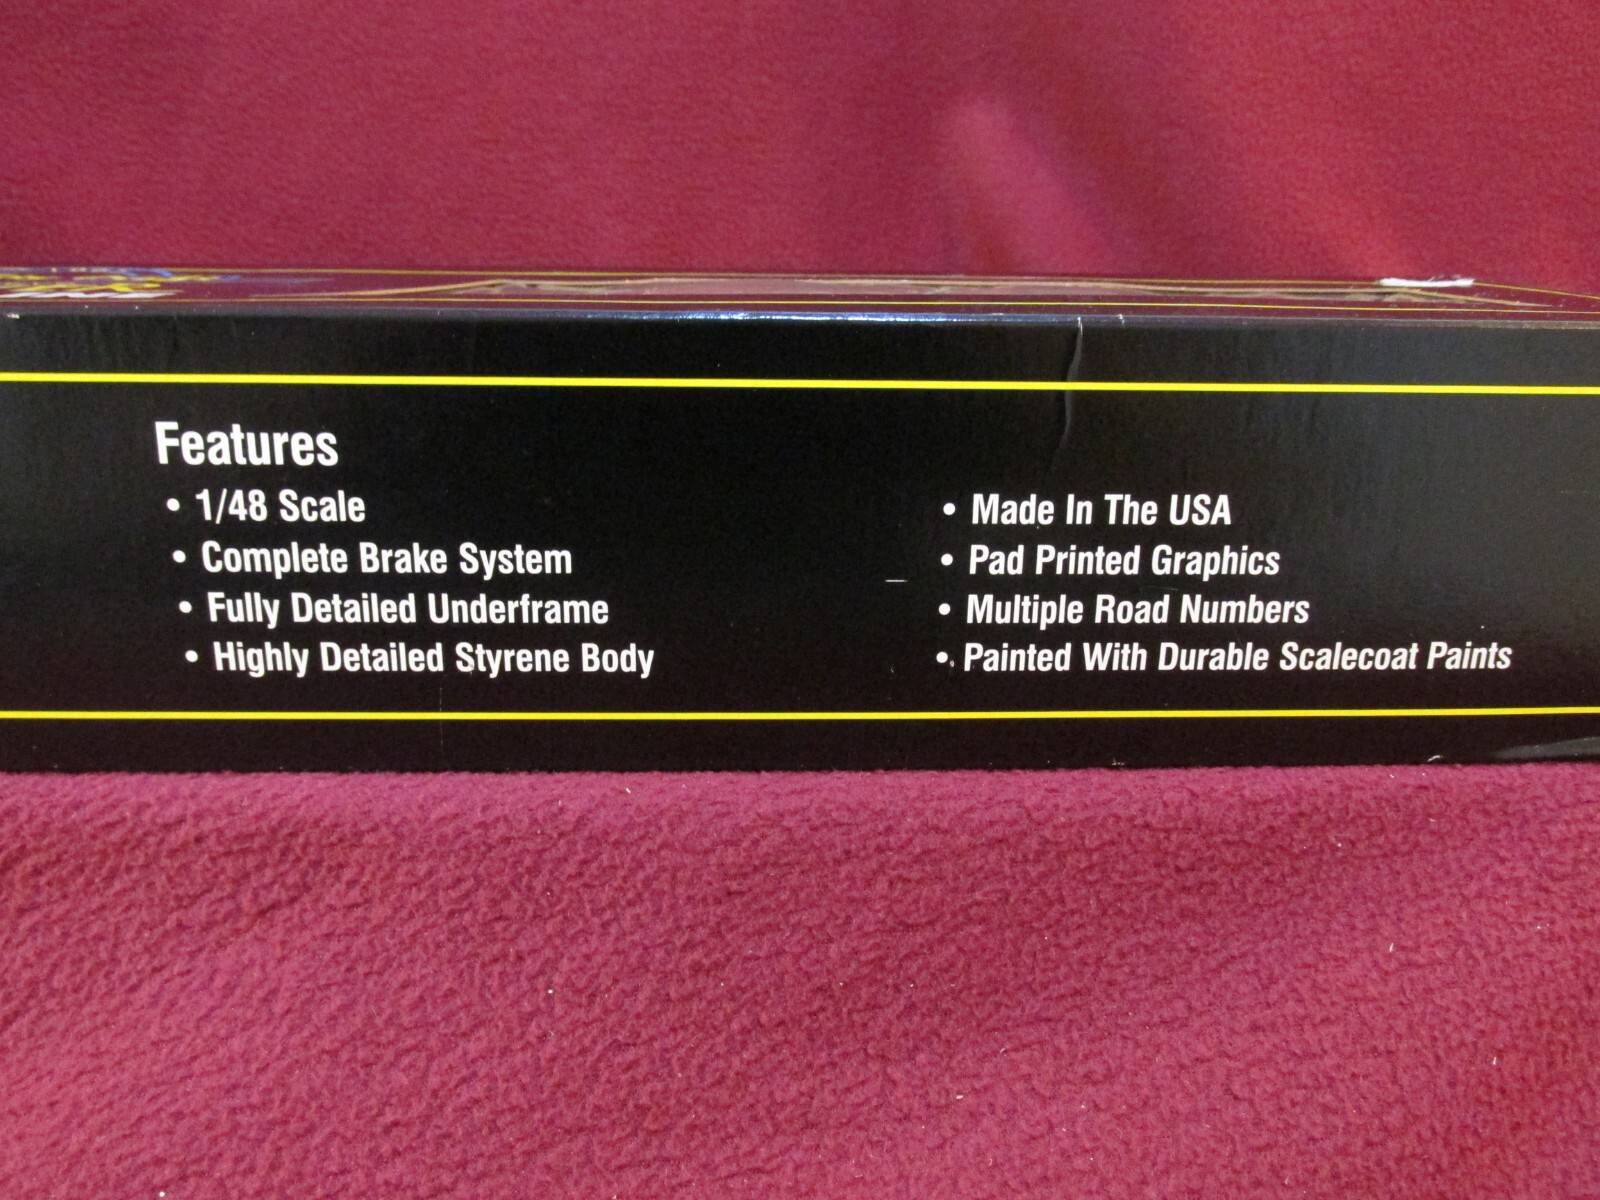 Features
• 1/48 Scale
• Complete Brake System
• Fully Detailed Underframe
• Highly Detailed Styrene Body
• Made In The USA
• Pad Printed Graphics
• Multiple Road Numbers
• Painted With Durable Scalecoat Paints